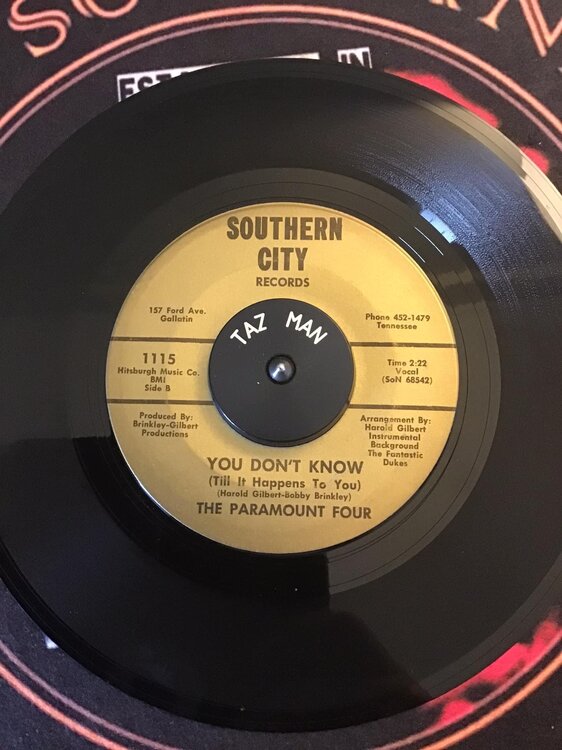 SOUTHERN
CITY
RECORDS
157 Ford Ave.
Gallatin
Phone 452-1479
Tennessee
TAZ MAN
1115
Hitsburgh Music Co.
BMI
Side B
Time 2:22
Vocal
(SoN 68542)
Produced By:
Brinkley-Gilbert
Productions
Arrangement By:
Harold Gilbert
Instrumental
Background
The Fantastic
Dukes
YOU DON'T KNOW
(Till It Happens To You)
(Harold Gilbert-Bobby Brinkley)
THE PARAMOUNT FOUR